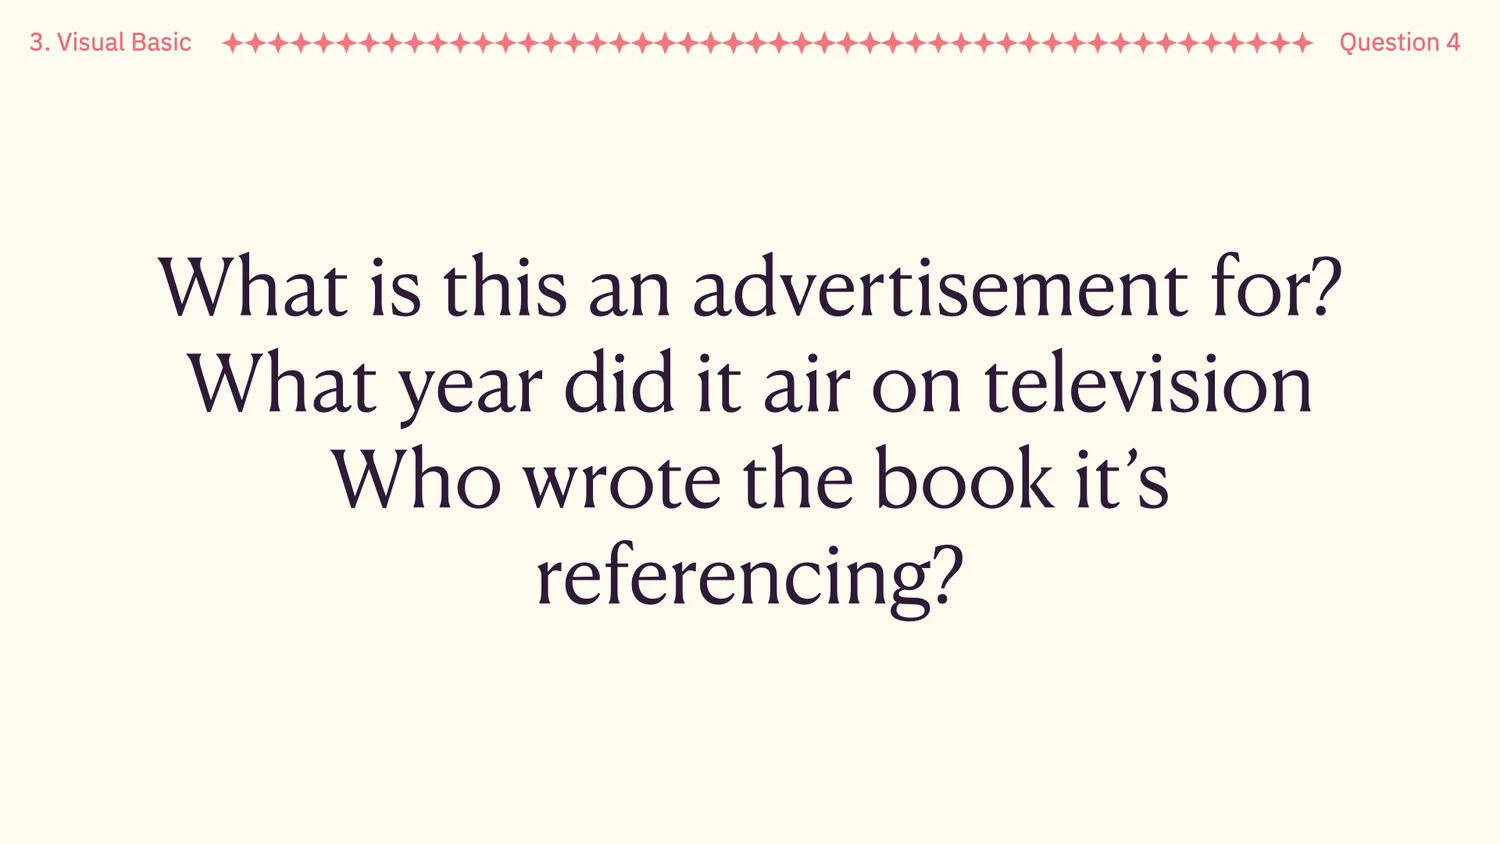 3. Visual Basic
Question 4
What is this an advertisement for?
What year did it air on television
Who wrote the book it’s
referencing?